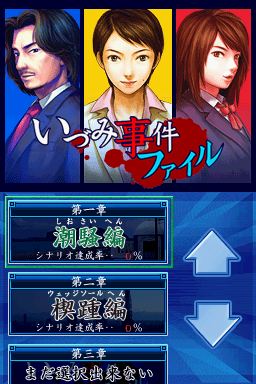 いづみ事件
ファイル
第一章
しおさいへん
潮騒編
シナリオ達成率‥ 0%
第二章
ウェッジソールへん
楔踵編
シナリオ達成率‥ 0%
第三章
まだ選択出来ない